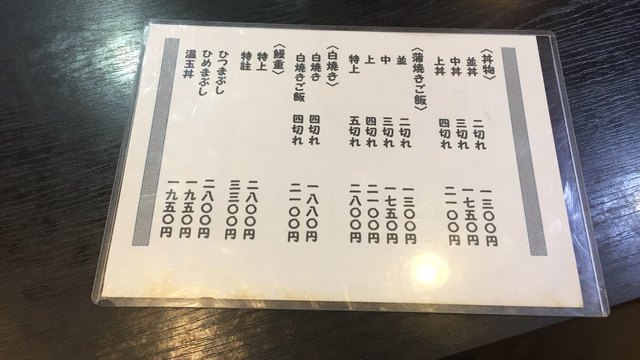 〈丼物〉
並丼 二切れ 一三〇〇円
中丼 三切れ 一七五〇円
上丼 四切れ 二一〇〇円
〈蒲焼きご飯〉
並 二切れ 一三〇〇円
中 三切れ 一七五〇円
上 四切れ 二一〇〇円
特上 五切れ 二八〇〇円
〈白焼き〉
白焼き 四切れ 一八八〇円
白焼きご飯 四切れ 二一〇〇円
〈鰻重〉
特上 二八〇〇円
特註 三三〇〇円
ひつまぶし 二八〇〇円
ひめまぶし 一九五〇円
温玉丼 一九五〇円